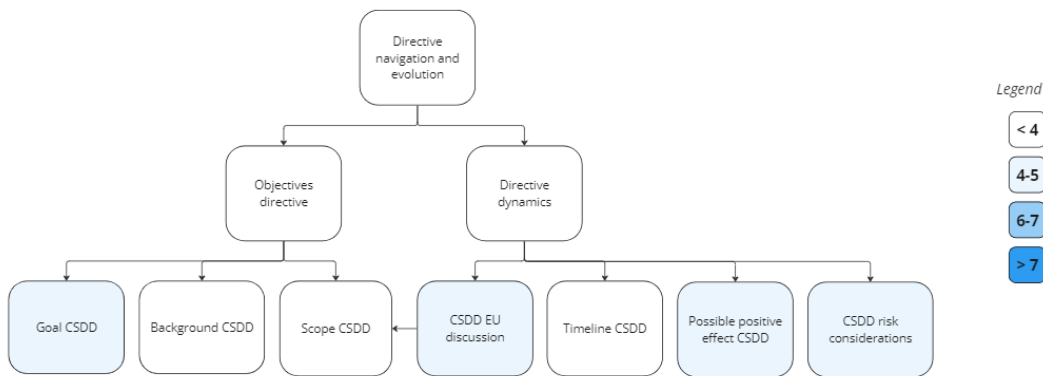 Directive
navigation and
evolution
Legend
< 4
4-5
6-7
> 7
Objectives
directive
Directive
dynamics
Goal CSDD
Background CSDD
Scope CSDD
CSDD EU
discussion
Timeline CSDD
Possible positive
effect CSDD
CSDD risk
considerations